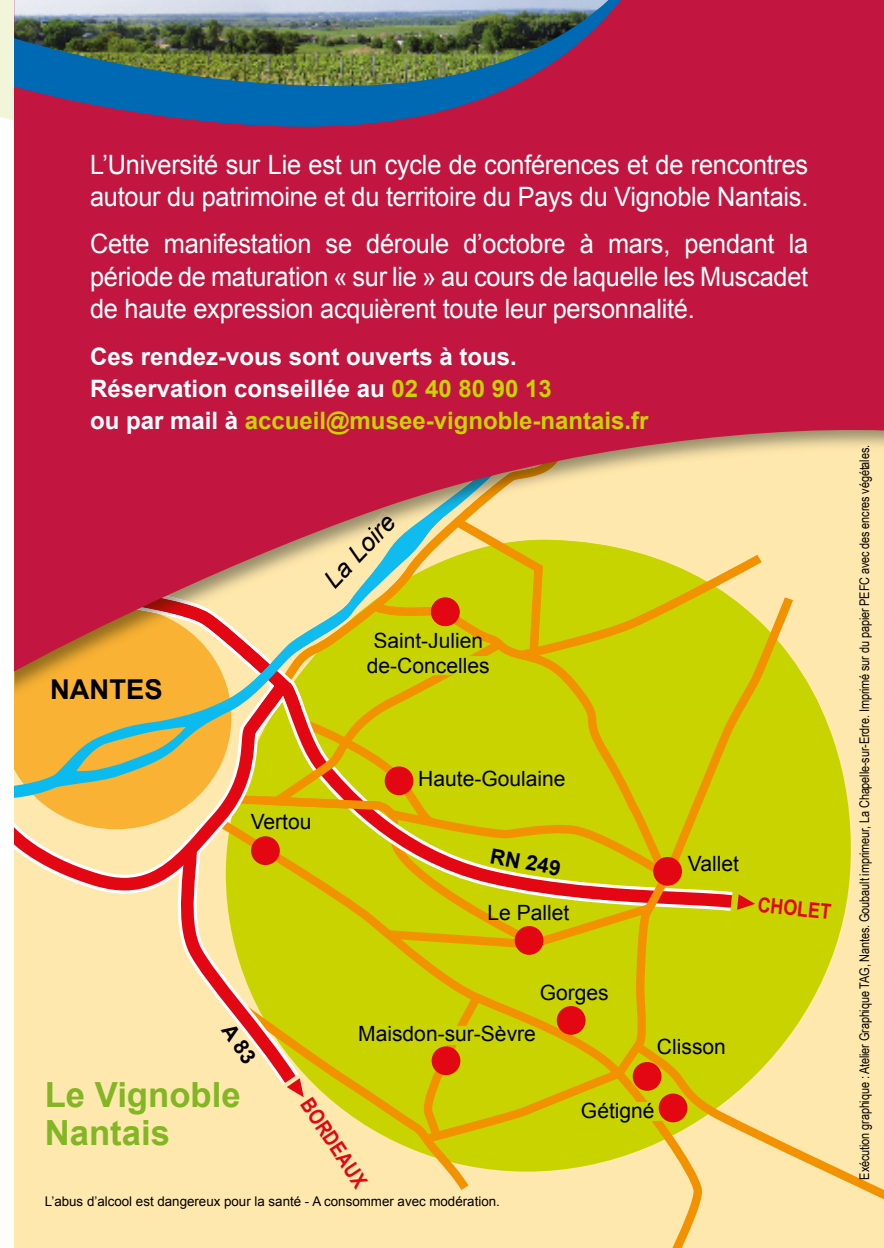 L'Université sur Lie est un cycle de conférences et de rencontres
autour du patrimoine et du territoire du Pays du Vignoble Nantais.
Cette manifestation se déroule d'octobre à mars, pendant la
période de maturation « sur lie » au cours de laquelle les Muscadet
de haute expression acquièrent toute leur personnalité.
Ces rendez-vous sont ouverts à tous.
Réservation conseillée au 02 40 80 90 13
ou par mail à accueil@musee-vignoble-nantais.fr
La Loire
Saint-Julien
de-Concelles
NANTES
Haute-Goulaine
Vertou
RN 249
Vallet
CHOLET
Le Pallet
Gorges
Maisdon-sur-Sèvre
A 83
Clisson
Gétigné
BORDEAUX
Le Vignoble
Nantais
L'abus d'alcool est dangereux pour la santé - A consommer avec modération.
Exécution graphique : Atelier Graphique TAG, Nantes. Goubault imprimeur, La Chapelle-sur-Erdre. Imprimé sur du papier PEFC avec des encres végétales.